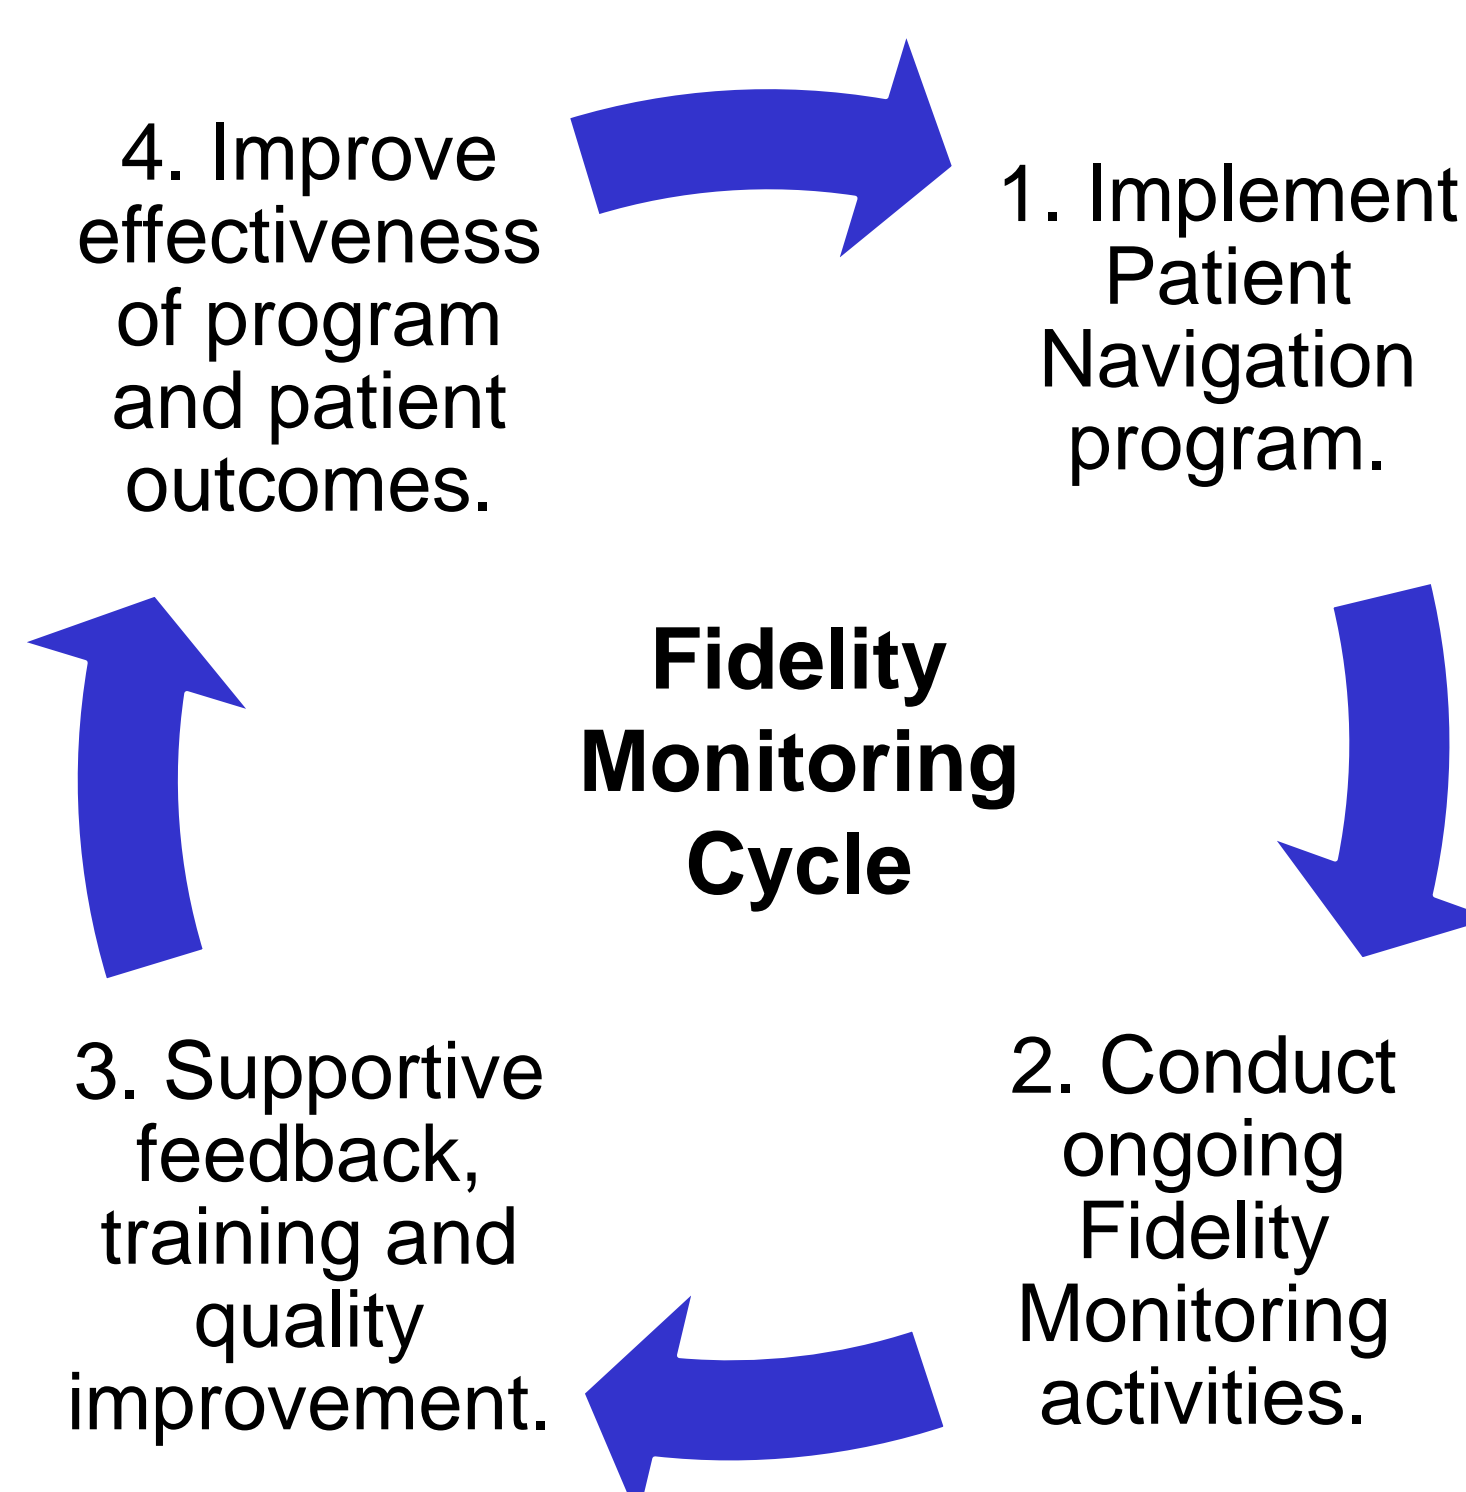 4. Improve
effectiveness
of program
and patient
outcomes.
1. Implement
Patient
Navigation
program.
Fidelity
Monitoring
Cycle
3. Supportive
feedback,
training and
quality
improvement.
2. Conduct
ongoing
Fidelity
Monitoring
activities.